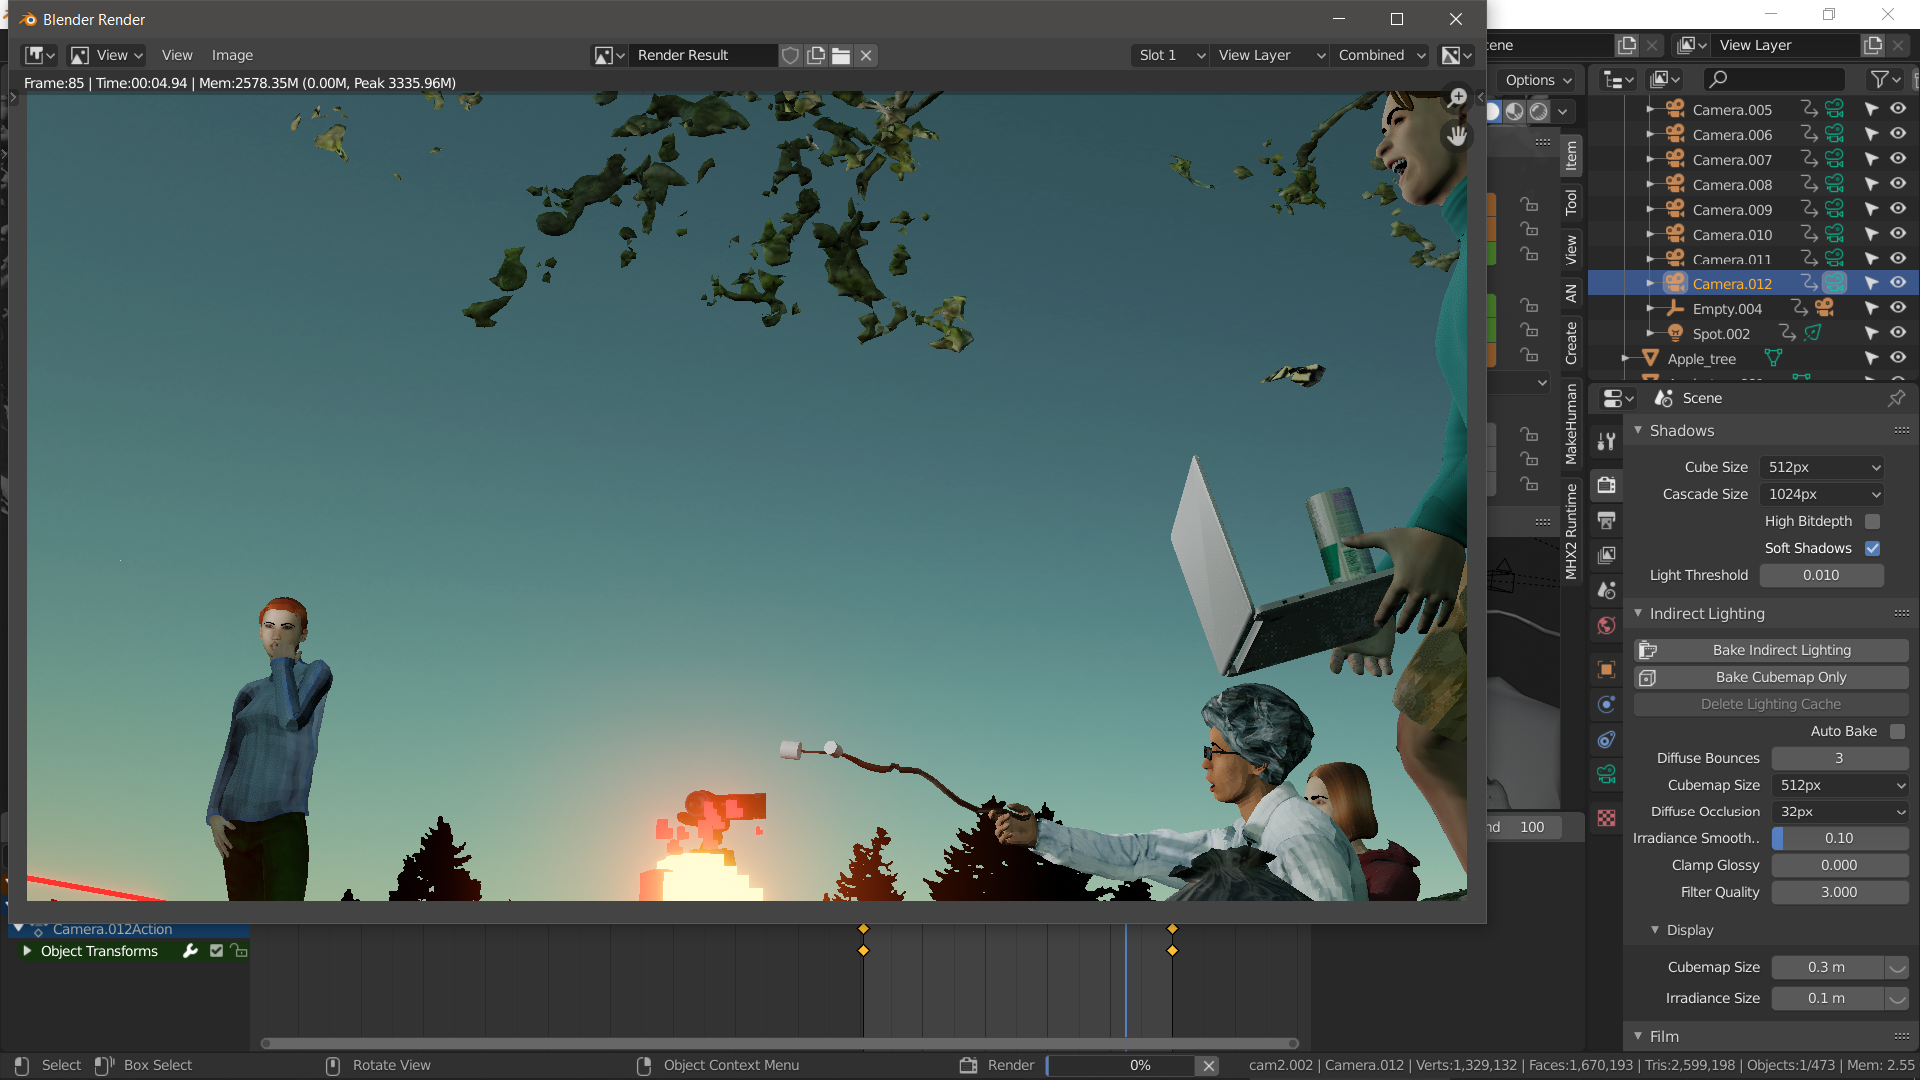 Blender Render
View
View
Image
Render Result
Slot 1
View Layer
Combined
Frame:85 | Time:00:04.94 | Mem:2578.35M (0.00M, Peak 3335.96M)
View Layer
Options
Item
Tool
View
AN
Create
MakeHuman
MHX2 Runtime
100
Camera.005
Camera.006
Camera.007
Camera.008
Camera.009
Camera.010
Camera.011
Camera.012
Empty.004
Spot.002
Apple_tree
Scene
Shadows
Cube Size 512px
Cascade Size 1024px
High Bitdepth
Soft Shadows
Light Threshold 0.010
Indirect Lighting
Bake Indirect Lighting
Bake Cubemap Only
Delete Lighting Cache
Auto Bake
Diffuse Bounces 3
Cubemap Size 512px
Diffuse Occlusion 32px
Irradiance Smooth.. 0.10
Clamp Glossy 0.000
Filter Quality 3.000
Display
Cubemap Size 0.3 m
Irradiance Size 0.1 m
Film
Camera.012Action
Object Transforms
Select
Box Select
Rotate View
Object Context Menu
Render
0%
cam2.002 | Camera.012 | Verts:1,329,132 | Faces:1,670,193 | Tris:2,599,198 | Objects:1/473 | Mem: 2.55